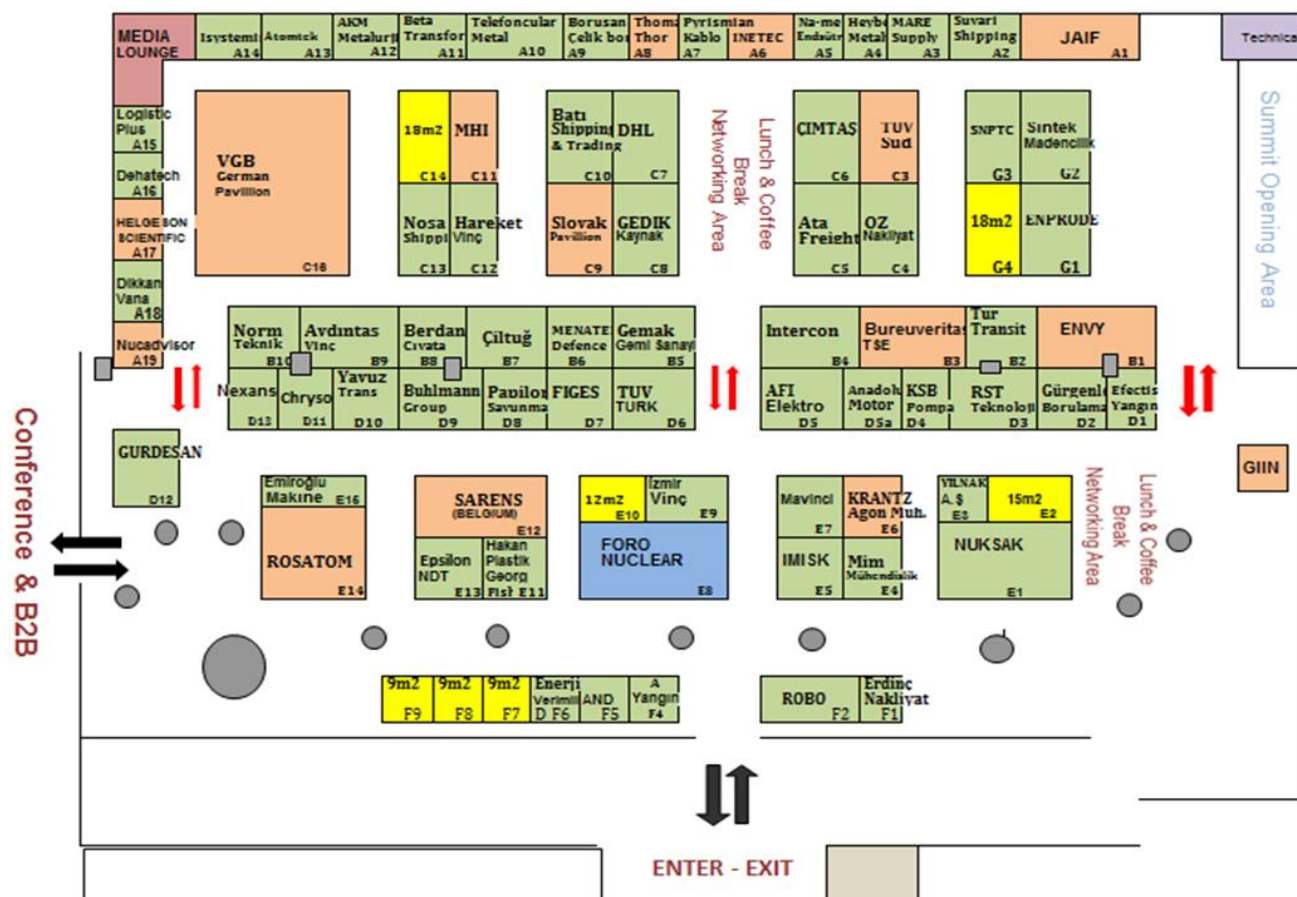 MEDIA
LOUNGE
Isystemi
A14
Atomtek
A13
AKM
Metalurji
A12
Beta
Transfor
A11
Telefoncular
Metal
A10
Borusan
Çelik bor
A9
Thoma
Thor
A8
Pyrismian
Kablo
A7
INETEC
A6
Na-me
Endsütr
A5
Heybe
Metal
A4
MARE
Supply
A3
Suvari
Shipping
A2
JAIF
A1
Technica
Logistic
Plus
A15
Dehatech
A16
HELGESON
SCIENTIFIC
A17
Dikkan
Vana
A18
Nucadvisor
A19
VGB
German
Pavillion
C16
18m2
C14
MHI
C11
Nosa
Shippi
C13
Hareket
Vinç
C12
Batı
Shipping
& Trading
C10
DHL
C7
Slovak
Pavillion
C9
GEDIK
Kaynak
C8
Lunch & Coffee
Break
Networking Area
ÇIMTAŞ
C6
TUV
Sud
C3
Ata
Freight
C5
OZ
Nakliyat
C4
SNPTC
G3
Sintek
Madencilik
G2
18m2
G4
ENPRODE
G1
Summit Opening Area
Norm
Teknik
B10
Aydıntas
Vinç
B9
Berdan
Cıvata
B8
Çiltuğ
B7
MENATE
Defence
B6
Gemak
Gemi Sanayi
B5
Intercon
B4
Bureuveritas
TSE
B3
Tur
Transit
B2
ENVY
B1
Nexans
D13
Chryso
D11
Yavuz
Trans
D10
Buhlmann
Group
D9
Papilon
Savunma
D8
FIGES
D7
TUV
TURK
D6
AFI
Elektro
D5
Anadolu
Motor
D5a
KSB
Pompa
D4
RST
Teknoloji
D3
Gürgenle
Borulama
D2
Efectis
Yangın
D1
GURDESAN
D12
Conference & B2B
Emiroğlu
Makine
E16
ROSATOM
E14
SARENS
(BELGIUM)
E12
Epsilon
NDT
E13
Hakan
Plastik
Georg
Fish
E11
12m2
E10
İzmir
Vinç
E9
FORO
NUCLEAR
E8
Mavinci
E7
KRANTZ
Agon Muh.
E6
IMISK
E5
Mim
Mühendislik
E4
YILNAK
A.Ş
E3
15m2
E2
NUKSAK
E1
Lunch & Coffee
Break
Networking Area
GIIN
9m2
F9
9m2
F8
9m2
F7
Enerji
Verimlil
D F6
AND
F5
A
Yangın
F4
ROBO
F2
Erdinç
Nakliyat
F1
ENTER - EXIT